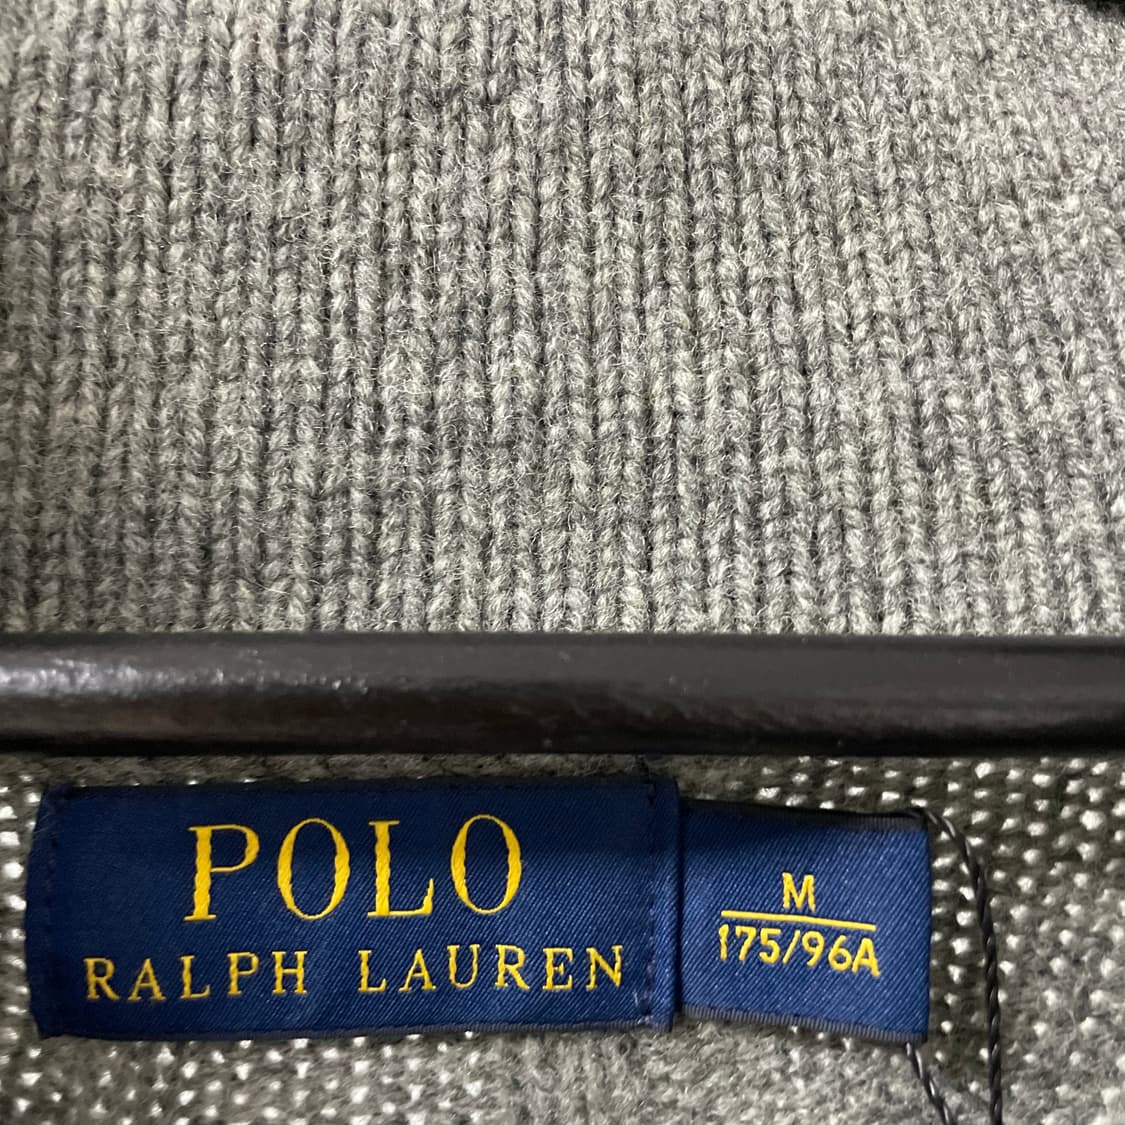 POLO
RALPH LAUREN
M
175/96A